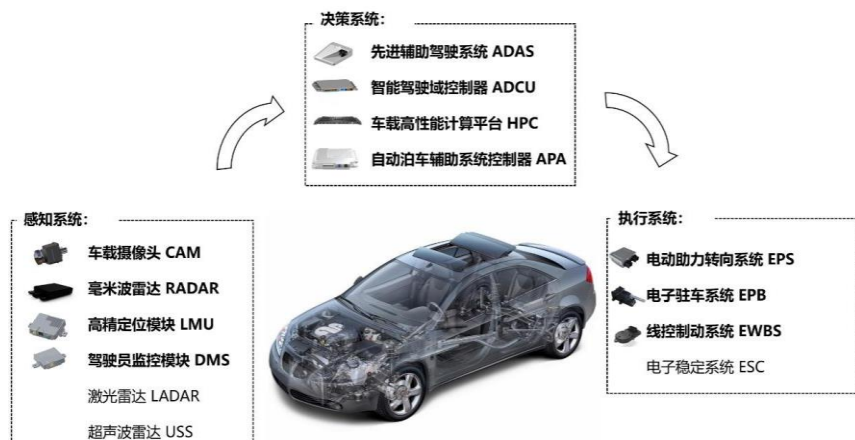 决策系统：
先进辅助驾驶系统 ADAS
智能驾驶域控制器 ADCU
车载高性能计算平台 HPC
自动泊车辅助系统控制器 APA
感知系统：
车载摄像头 CAM
毫米波雷达 RADAR
高精定位模块 LMU
驾驶员监控模块 DMS
激光雷达 LADAR
超声波雷达 USS
执行系统：
电动助力转向系统 EPS
电子驻车系统 EPB
线控制动系统 EWBS
电子稳定系统 ESC